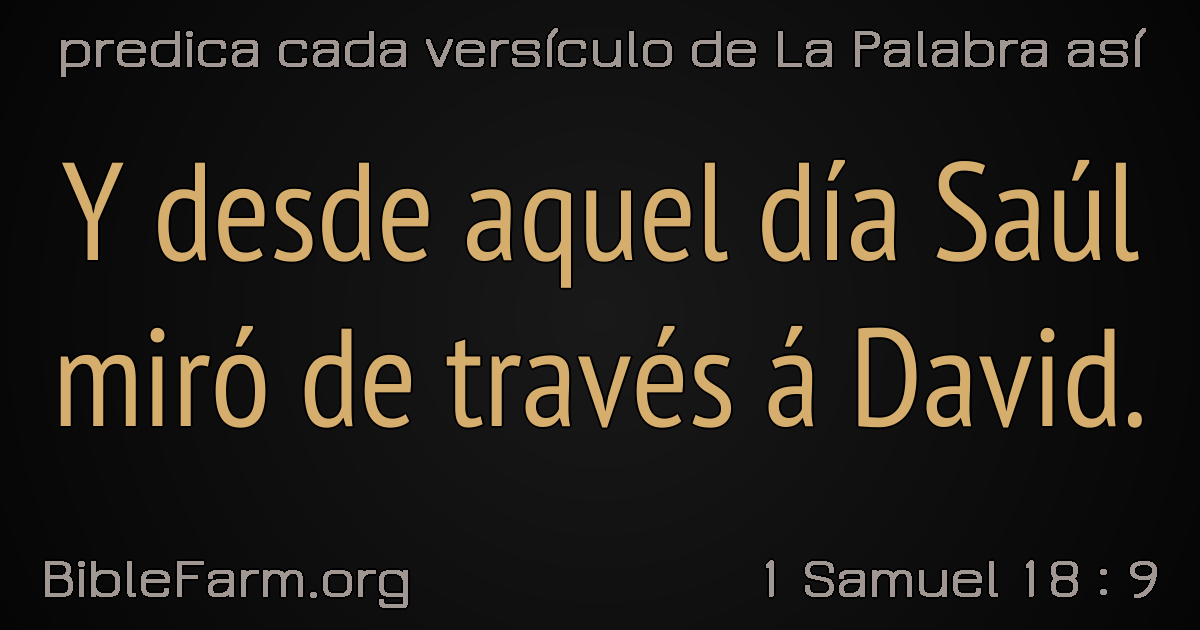 predica cada versículo de La Palabra así
Y desde aquel día Saúl
miró de través á David.
BibleFarm.org
1 Samuel 18 : 9